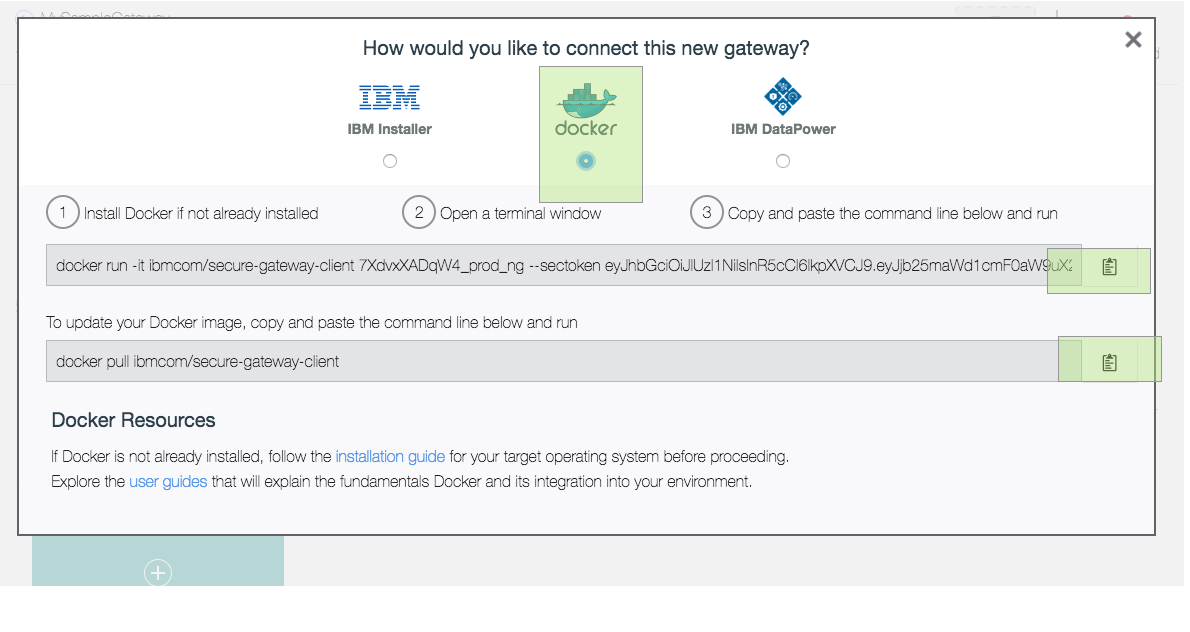 MySampleGateway
How would you like to connect this new gateway?
IBM
docker
IBM Installer
IBM DataPower
1 Install Docker if not already installed
2 Open a terminal window
3 Copy and paste the command line below and run
docker run -it ibmcom/secure-gateway-client 7XdvxXADqW4_prod_ng --sectoken
To update your Docker image, copy and paste the command line below and run
docker pull ibmcom/secure-gateway-client
Docker Resources
If Docker is not already installed, follow the installation guide for your target operating system before proceeding.
Explore the user guides that will explain the fundamentals Docker and its integration into your environment.